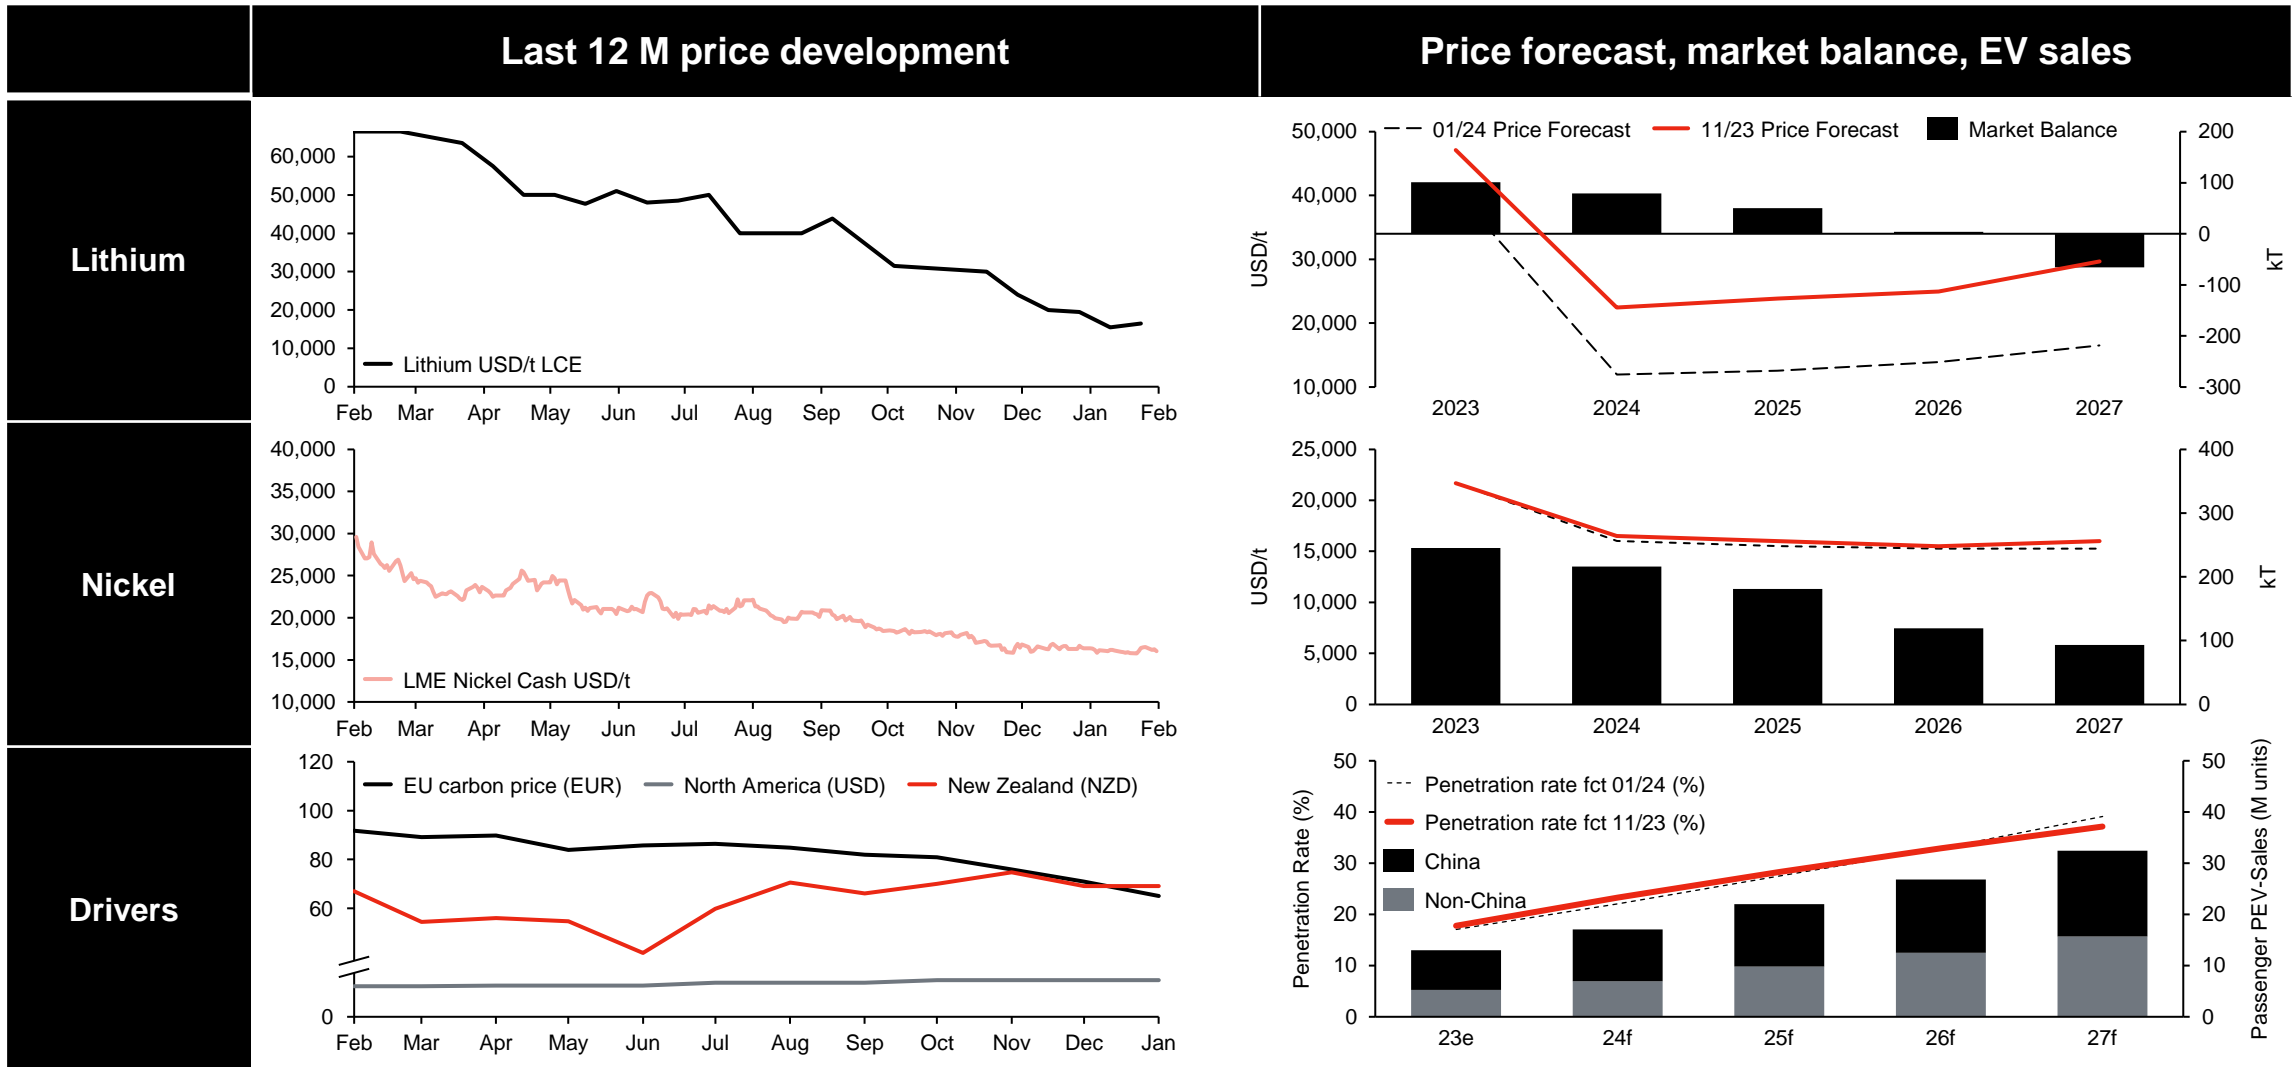 Last 12 M price development
Price forecast, market balance, EV sales
Lithium
60,000
50,000
40,000
30,000
20,000
10,000
0
Lithium USD/t LCE
Feb Mar Apr May Jun Jul Aug Sep Oct Nov Dec Jan Feb
01/24 Price Forecast 11/23 Price Forecast Market Balance
50,000
40,000
30,000
20,000
10,000
USD/t
200
100
0
-100
-200
-300
kT
2023 2024 2025 2026 2027
Nickel
40,000
35,000
30,000
25,000
20,000
15,000
10,000
LME Nickel Cash USD/t
Feb Mar Apr May Jun Jul Aug Sep Oct Nov Dec Jan Feb
25,000
20,000
15,000
10,000
5,000
0
USD/t
400
300
200
100
0
kT
2023 2024 2025 2026 2027
Drivers
120
100
80
60
0
EU carbon price (EUR) North America (USD) New Zealand (NZD)
Feb Mar Apr May Jun Jul Aug Sep Oct Nov Dec Jan
50
40
30
20
10
0
Penetration Rate (%)
Penetration rate fct 01/24 (%)
Penetration rate fct 11/23 (%)
China
Non-China
50
40
30
20
10
0
Passenger PEV-Sales (M units)
23e 24f 25f 26f 27f